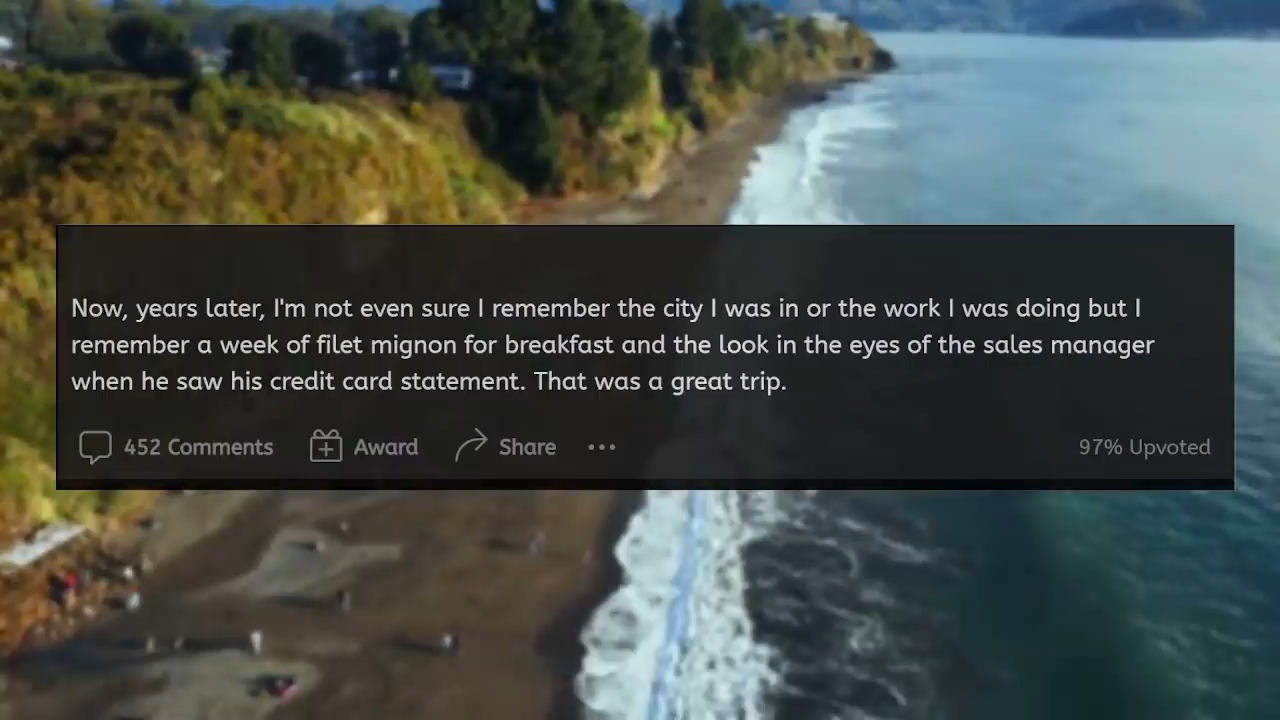 Now, years later, I'm not even sure I remember the city I was in or the work I was doing but I
remember a week of filet mignon for breakfast and the look in the eyes of the sales manager
when he saw his credit card statement. That was a great trip.
452 Comments Award Share 97% Upvoted